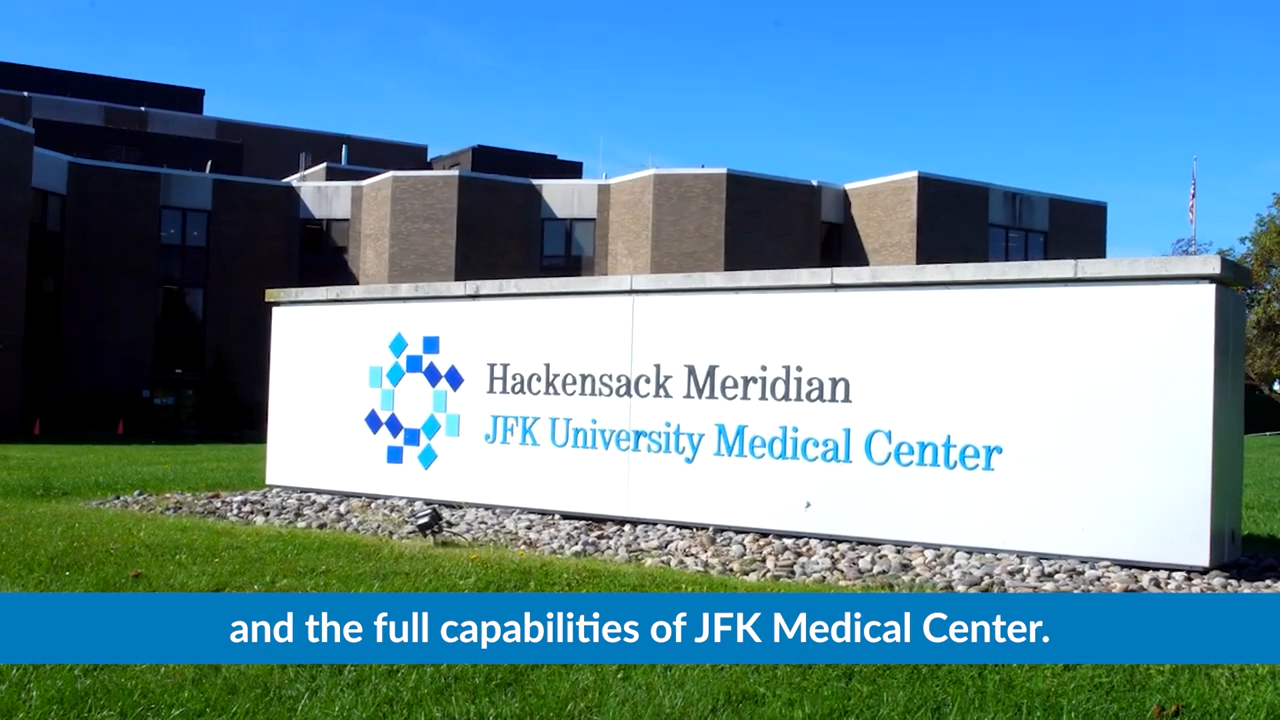 Hackensack Meridian
JFK University Medical Center
and the full capabilities of JFK Medical Center.